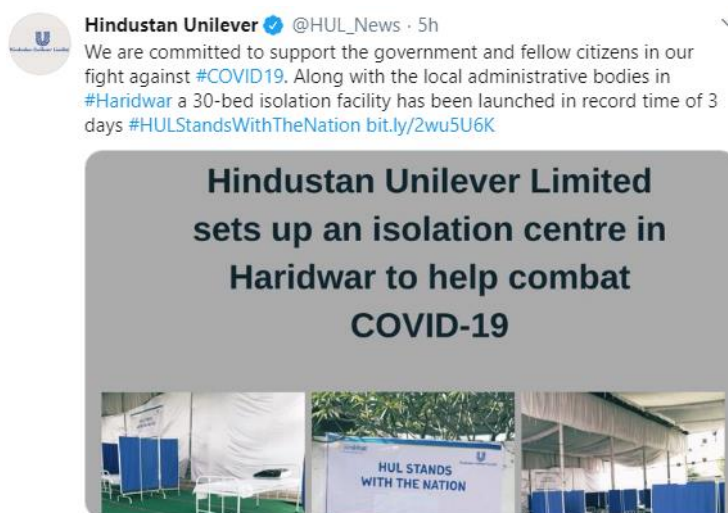 Hindustan Unilever @HUL_News · 5h
We are committed to support the government and fellow citizens in our
fight against #COVID19. Along with the local administrative bodies in
#Haridwar a 30-bed isolation facility has been launched in record time of 3
days #HULStandsWithTheNation bit.ly/2wu5U6K
Hindustan Unilever Limited
sets up an isolation centre in
Haridwar to help combat
COVID-19
HUL STANDS
WITH THE NATION